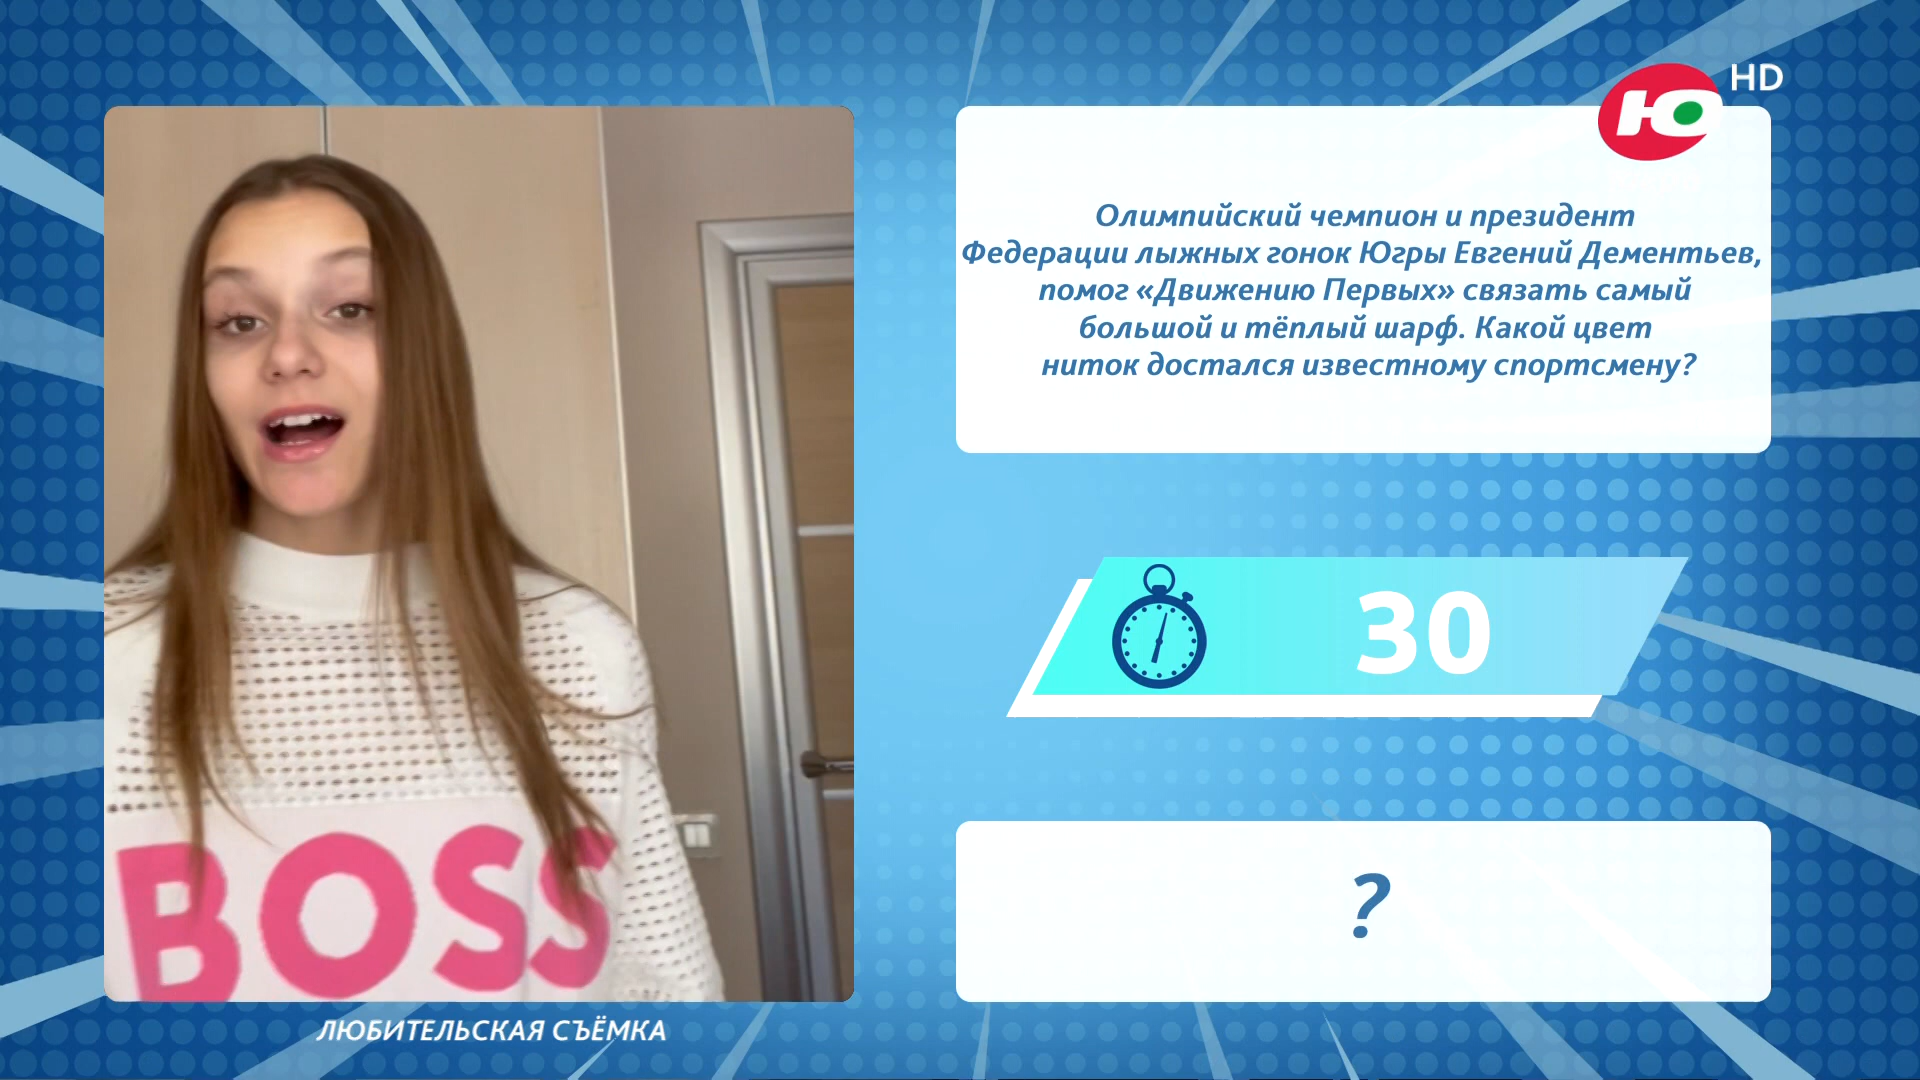 Ю HD
Олимпийский чемпион и президент
Федерации лыжных гонок Югры Евгений Дементьев,
помог «Движению Первых» связать самый
большой и тёплый шарф. Какой цвет
ниток достался известному спортсмену?
30
?
BOSS
ЛЮБИТЕЛЬСКАЯ СЪЁМКА